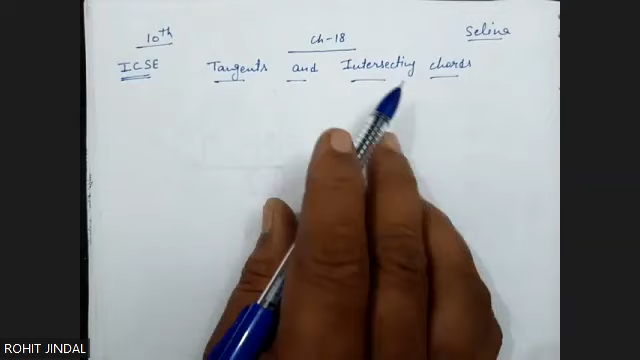 10th Ch-18 Selina
ICSE Tangents and Intersecting chords
ROHIT JINDAL